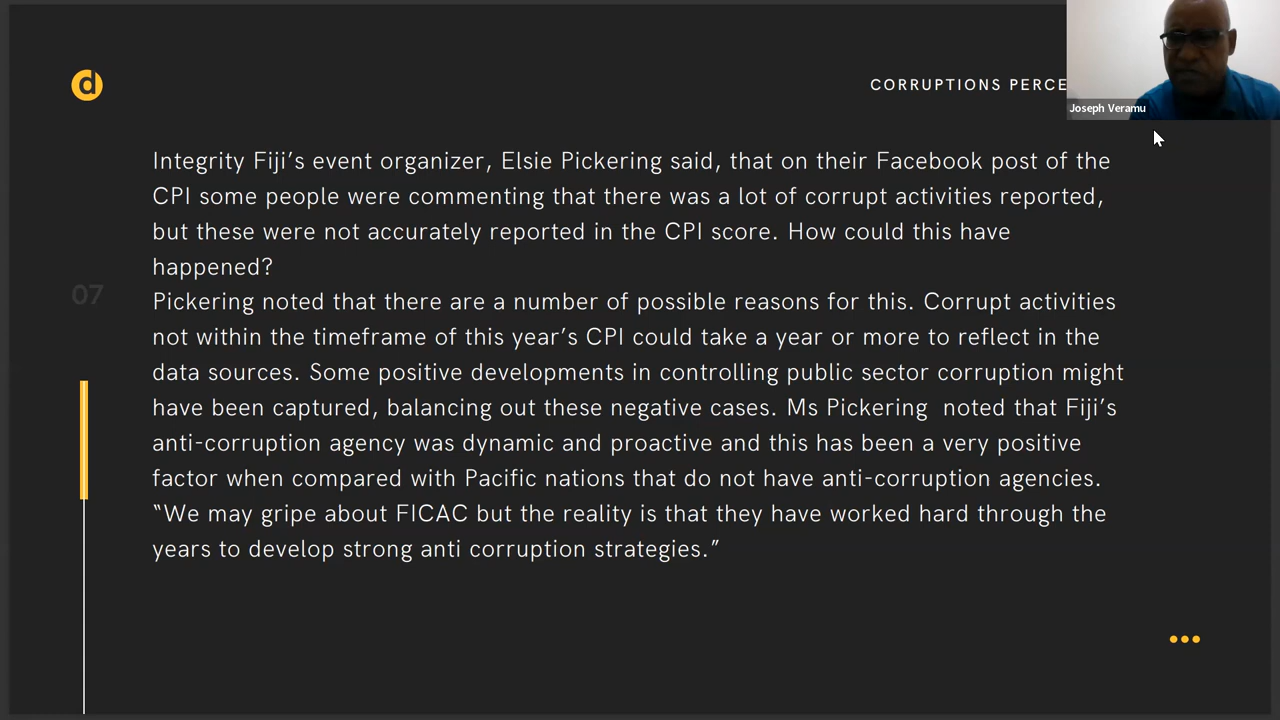 d
CORRUPTIONS
Joseph Veramu
Integrity Fiji’s event organizer, Elsie Pickering said, that on their Facebook post of the
CPI some people were commenting that there was a lot of corrupt activities reported,
but these were not accurately reported in the CPI score. How could this have
happened?
07
Pickering noted that there are a number of possible reasons for this. Corrupt activities
not within the timeframe of this year’s CPI could take a year or more to reflect in the
data sources. Some positive developments in controlling public sector corruption might
have been captured, balancing out these negative cases. Ms Pickering  noted that Fiji’s
anti-corruption agency was dynamic and proactive and this has been a very positive
factor when compared with Pacific nations that do not have anti-corruption agencies.
“We may gripe about FICAC but the reality is that they have worked hard through the
years to develop strong anti corruption strategies.”